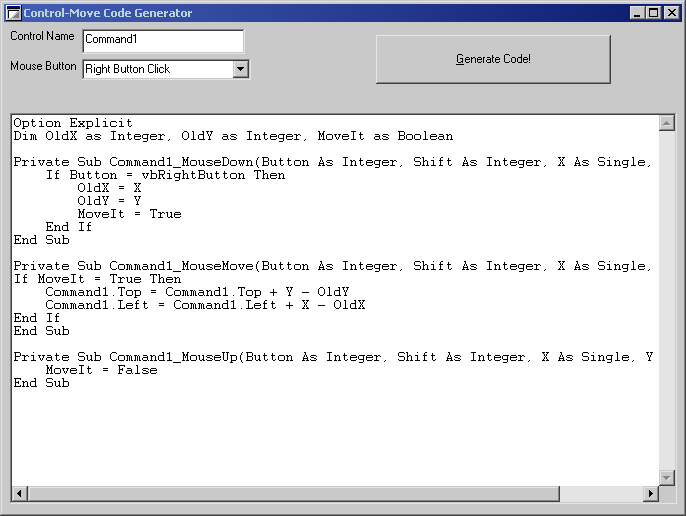 Control-Move Code Generator
Control Name
Command1
Mouse Button
Right Button Click
Generate Code!
Option Explicit
Dim OldX as Integer, OldY as Integer, MoveIt as Boolean
Private Sub Command1_MouseDown(Button As Integer, Shift As Integer, X As Single,
    If Button = vbRightButton Then
        OldX = X
        OldY = Y
        MoveIt = True
    End If
End Sub
Private Sub Command1_MouseMove(Button As Integer, Shift As Integer, X As Single,
If MoveIt = True Then
    Command1.Top = Command1.Top + Y - OldY
    Command1.Left = Command1.Left + X - OldX
End If
End Sub
Private Sub Command1_MouseUp(Button As Integer, Shift As Integer, X As Single, Y
    MoveIt = False
End Sub